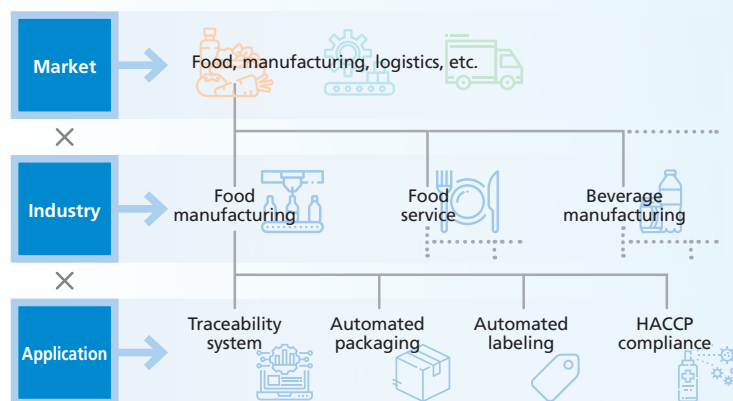 Market
Food, manufacturing, logistics, etc.
×
Industry
Food
manufacturing
Food
service
Beverage
manufacturing
×
Application
Traceability
system
Automated
packaging
Automated
labeling
HACCP
compliance